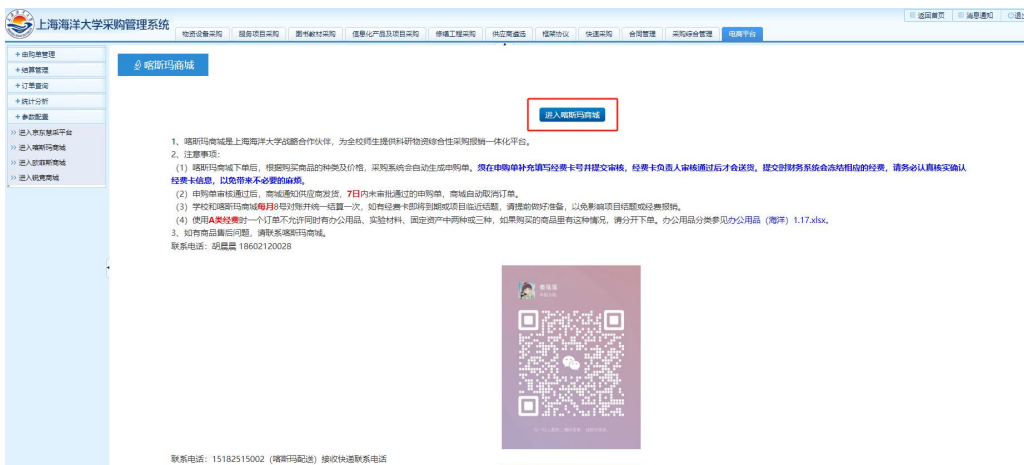 返回首页 消息通知
上海海洋大学采购管理系统
物资设备采购 服务项目采购 图书教材采购 信息化产品及项目采购 修缮工程采购 供应商遴选 框架协议 快速采购 合同管理 采购综合管理 电商平台
+申购单管理
+结算管理
+订单查询
+统计分析
+参数配置
>> 进入京东慧采平台
>> 进入喀斯玛商城
>> 进入欧菲斯商城
>> 进入锐竞商城
喀斯玛商城
进入喀斯玛商城
1、喀斯玛商城是上海海洋大学战略合作伙伴，为全校师生提供科研物资综合性采购报销一体化平台。
2、注意事项：
（1）喀斯玛商城下单后，根据购买商品的种类及价格，采购系统会自动生成申购单。须在申购单补充填写经费卡号并提交审核，经费卡负责人审核通过后才会送货。提交时财务系统会冻结相应的经费，请务必认真核实确认
经费卡信息，以免带来不必要的麻烦。
（2）申购单审核通过后，商城通知供应商发货，7日内未审批通过的申购单，商城自动取消订单。
（3）学校和喀斯玛商城每月8号对账并统一结算一次，如有经费卡即将到期或项目临近结题，请提前做好准备，以免影响项目结题或经费报销。
（4）使用A类经费时一个订单不允许同时有办公用品、实验材料、固定资产中两种或三种，如果购买的商品里有这种情况，请分开下单。办公用品分类参见办公用品（海洋）1.17.xlsx。
3、如有商品售后问题，请联系喀斯玛商城。
联系电话：胡晨晨 18602120028
联系电话：15182515002（喀斯玛配送）接收快递联系电话